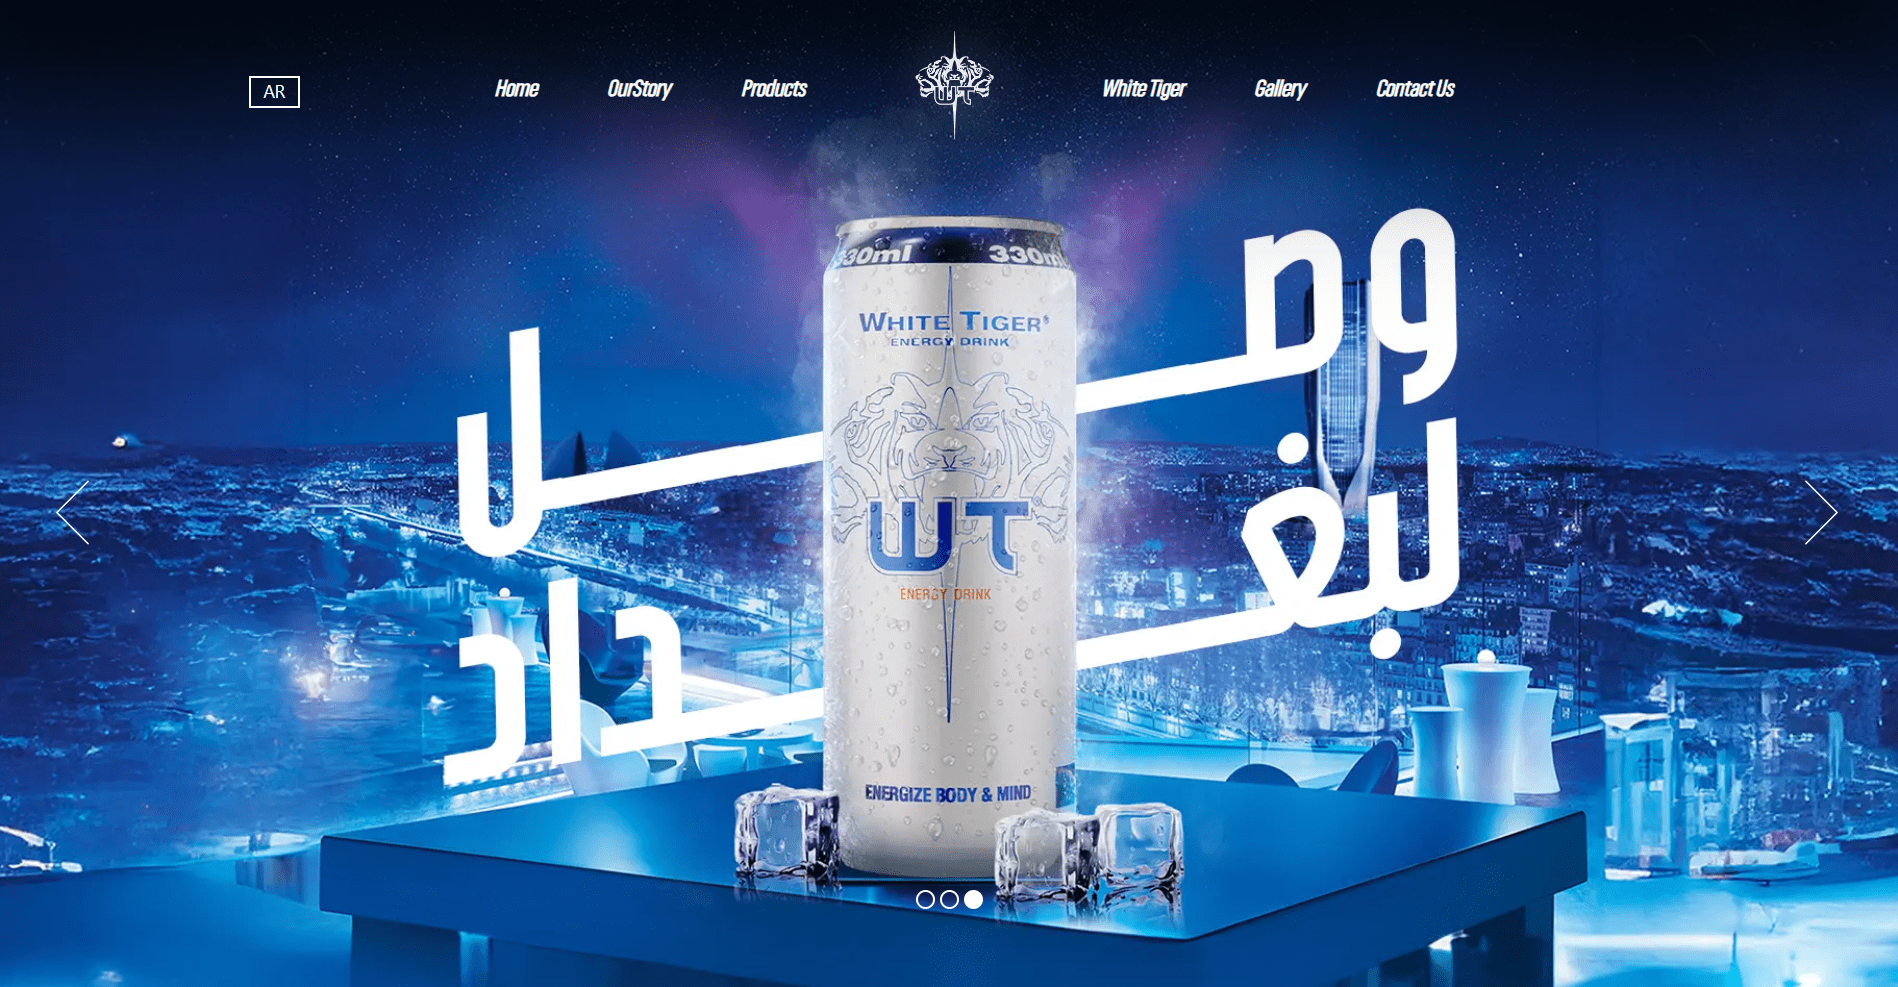 AR
Home OurStory Products WT White Tiger Gallery Contact Us
330ml 330ml
WHITE TIGER®
ENERGY DRINK
وصل
لبغداد
WT
ENERGY DRINK
ENERGIZE BODY & MIND